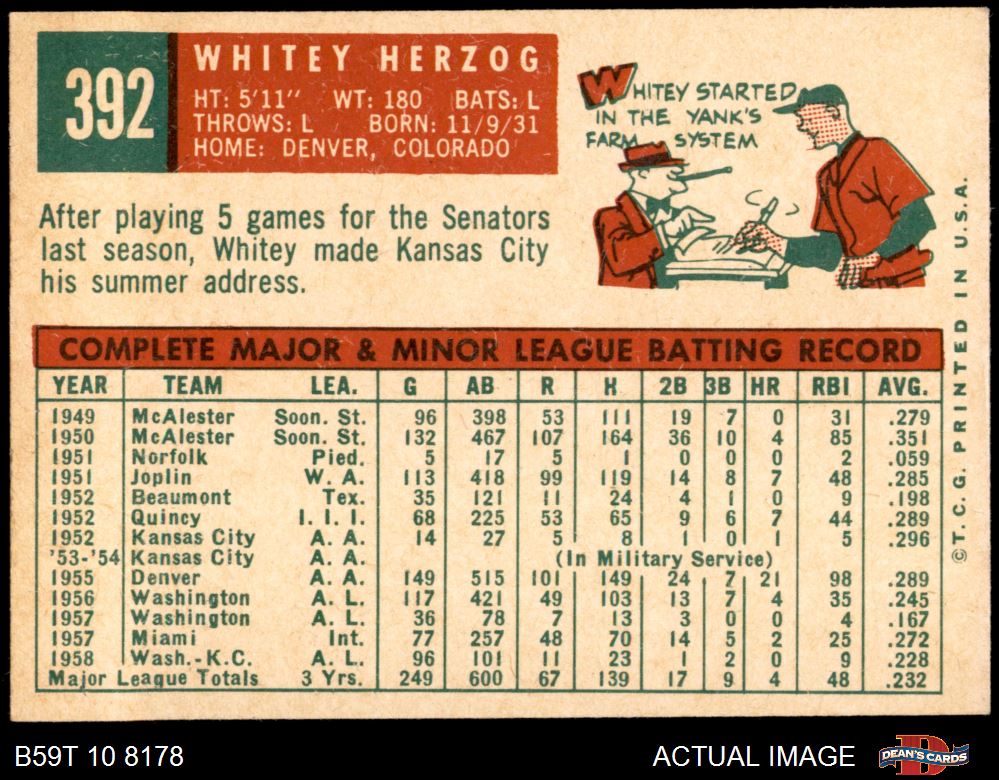 392
WHITEY HERZOG
HT: 5'11" WT: 180 BATS: L
THROWS: L BORN: 11/9/31
HOME: DENVER, COLORADO
WHITEY STARTED
IN THE YANK'S
FARM SYSTEM
After playing 5 games for the Senators
last season, Whitey made Kansas City
his summer address.
COMPLETE MAJOR & MINOR LEAGUE BATTING RECORD
YEAR TEAM LEA. G AB R H 2B 3B HR RBI AVG.
1949 McAlester Soon. St. 96 398 53 111 19 7 0 31 .279
1950 McAlester Soon. St. 132 467 107 164 36 10 4 85 .351
1951 Norfolk Pied. 5 17 5 1 0 0 0 2 .059
1951 Joplin W. A. 113 418 99 119 14 8 7 48 .285
1952 Beaumont Tex. 35 121 11 24 4 1 0 9 .198
1952 Quincy I. I. I. 68 225 53 65 9 6 7 44 .289
1952 Kansas City A. A. 14 27 5 8 1 0 1 5 .296
'53-'54 Kansas City A. A. (In Military Service)
1955 Denver A. A. 149 515 101 149 24 7 21 98 .289
1956 Washington A. L. 117 421 49 103 13 7 4 35 .245
1957 Washington A. L. 36 78 7 13 3 0 0 4 .167
1957 Miami Int. 77 257 48 70 14 5 2 25 .272
1958 Wash.-K.C. A. L. 96 101 11 23 1 2 0 9 .228
Major League Totals 3 Yrs. 249 600 67 139 17 9 4 48 .232
©T. C. G. PRINTED IN U.S.A.
B59T 10 8178
ACTUAL IMAGE
DEAN'S CARDS